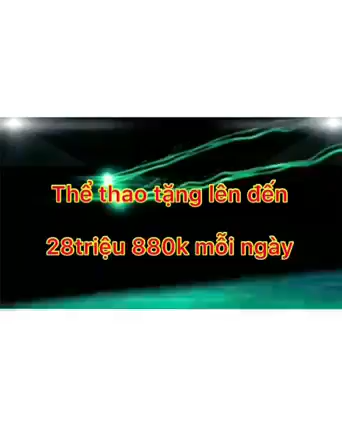 Thể thao tặng lên đến
28triệu 880k mỗi ngày